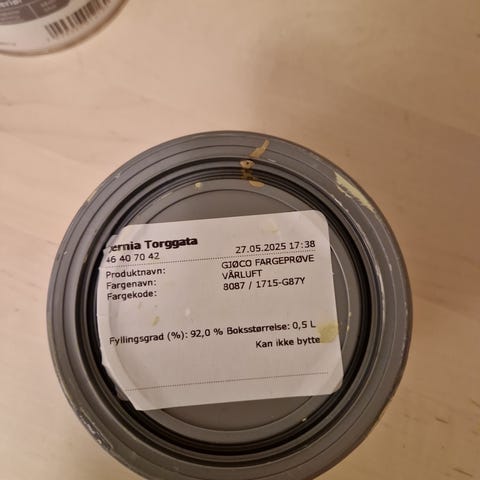 ernia Torggata
46 40 70 42 27.05.2025 17:38
Produktnavn: GJØCO FARGEPRØVE
Fargenavn: VÅRLUFT
Fargekode: 8087 / 1715-G87Y
Fyllingsgrad (%): 92,0 % Boksstørrelse: 0,5 L
Kan ikke bytte